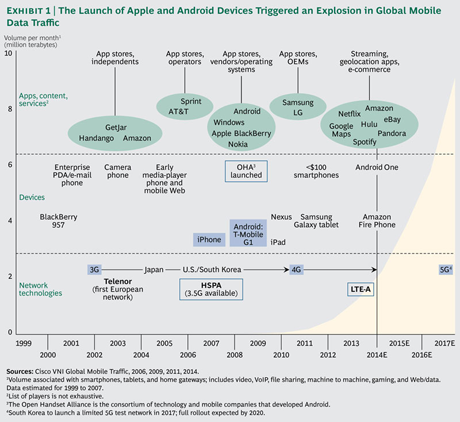 EXHIBIT 1 | The Launch of Apple and Android Devices Triggered an Explosion in Global Mobile
Data Traffic
Volume per month¹
(million terabytes)
10
App stores,
independents
App stores,
operators
App stores,
vendors/operating
systems
App stores,
OEMs
Streaming,
geolocation apps,
e-commerce
Apps, content,
services²
8
GetJar
Handango Amazon
Sprint
AT&T
Android
Windows
Apple BlackBerry
Nokia
Samsung
LG
Amazon
Netflix
eBay
Hulu
Google
Maps
Pandora
Spotify
6
Devices
Enterprise
PDA/e-mail
phone
Camera
phone
Early
media-player
phone and
mobile Web
OHA³
launched
<$100
smartphones
Android One
4
BlackBerry
957
iPhone
Android:
T-Mobile
G1
Nexus
iPad
Samsung
Galaxy tablet
Amazon
Fire Phone
Network
technologies
2
3G
Japan
U.S./South Korea
4G
5G⁴
Telenor
(first European
network)
HSPA
(3.5G available)
LTE-A
0
1999 2001 2003 2005 2007 2009 2011 2013 2015E 2017E
2000 2002 2004 2006 2008 2010 2012 2014E 2016E
Sources: Cisco VNI Global Mobile Traffic, 2006, 2009, 2011, 2014.
¹Volume associated with smartphones, tablets, and home gateways; includes video, VoIP, file sharing, machine to machine, gaming, and Web/data.
Data estimated for 1999 to 2007.
²List of players is not exhaustive.
³The Open Handset Alliance is the consortium of technology and mobile companies that developed Android.
⁴South Korea to launch a limited 5G test network in 2017; full rollout expected by 2020.